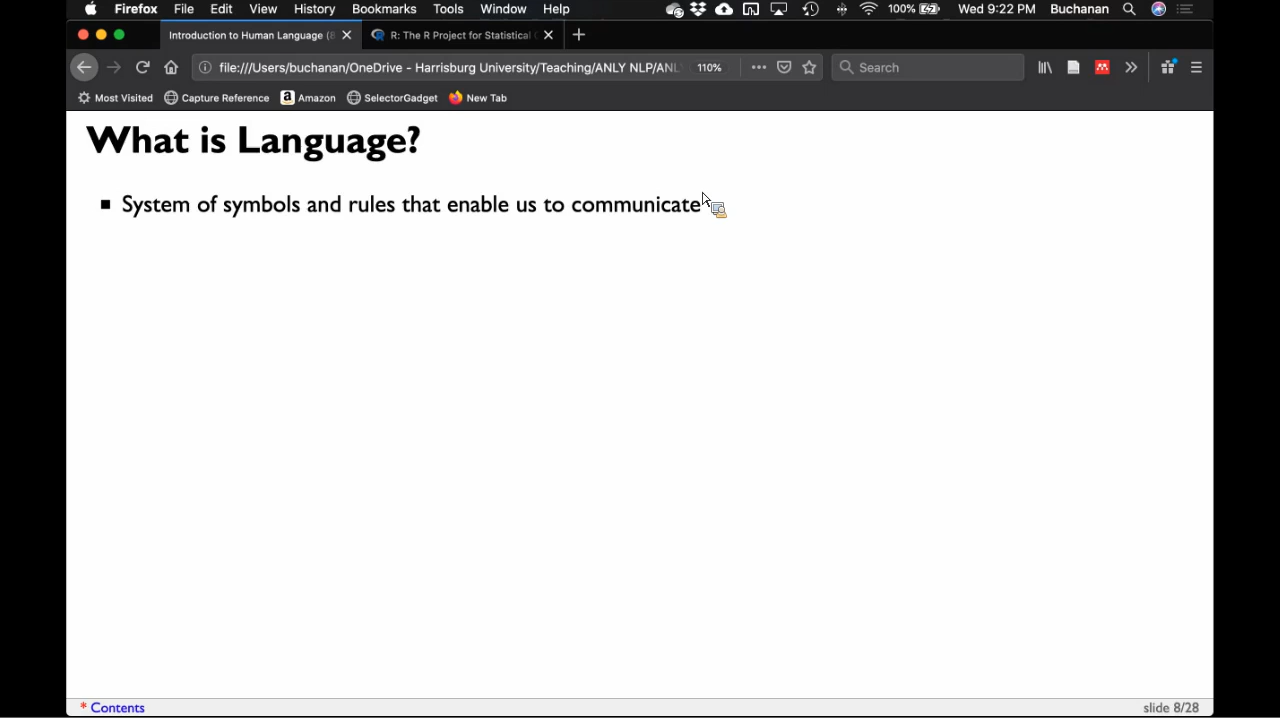 Firefox File Edit View History Bookmarks Tools Window Help 100% Wed 9:22 PM Buchanan
Introduction to Human Language (8 R: The R Project for Statistical C
file:///Users/buchanan/OneDrive - Harrisburg University/Teaching/ANLY NLP/ANL 110% Search
Most Visited Capture Reference Amazon SelectorGadget New Tab
What is Language?
System of symbols and rules that enable us to communicate
* Contents slide 8/28